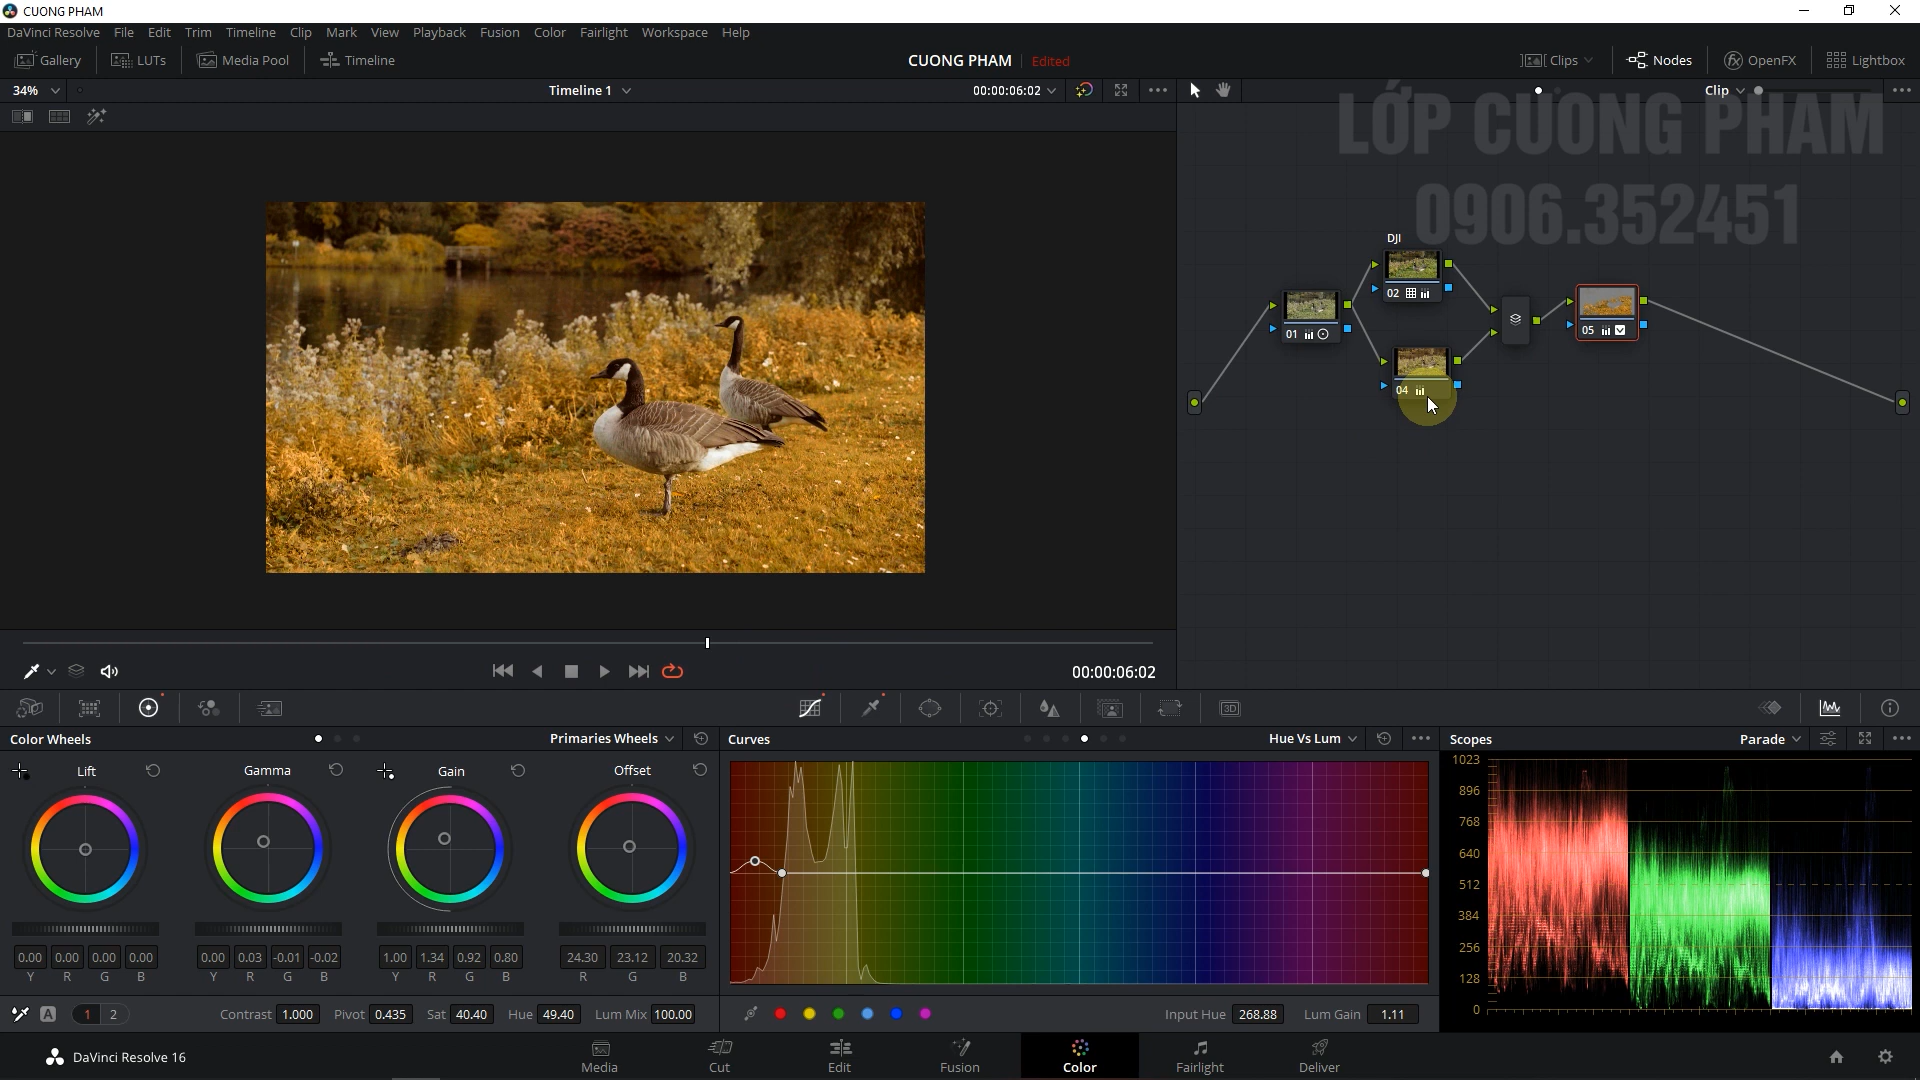 CUONG PHAM
DaVinci Resolve File Edit Trim Timeline Clip Mark View Playback Fusion Color Fairlight Workspace Help
Gallery LUTs Media Pool Timeline CUONG PHAM Edited Clips Nodes OpenFX Lightbox
34% Timeline 1 00:00:06:02 Clip
LỚP CUONG PHAM
0906.352451
DJI
02
01
05
04
00:00:06:02
3D
Color Wheels Primaries Wheels Curves Hue Vs Lum Scopes Parade
Lift Gamma Gain Offset
1023
896
768
640
512
384
256
128
0
0.00 0.00 0.00 0.00 0.00 0.03 -0.01 -0.02 1.00 1.34 0.92 0.80 24.30 23.12 20.32
Y R G B Y R G B Y R G B R G B
A 1 2 Contrast 1.000 Pivot 0.435 Sat 40.40 Hue 49.40 Lum Mix 100.00 Input Hue 268.88 Lum Gain 1.11
DaVinci Resolve 16 Media Cut Edit Fusion Color Fairlight Deliver